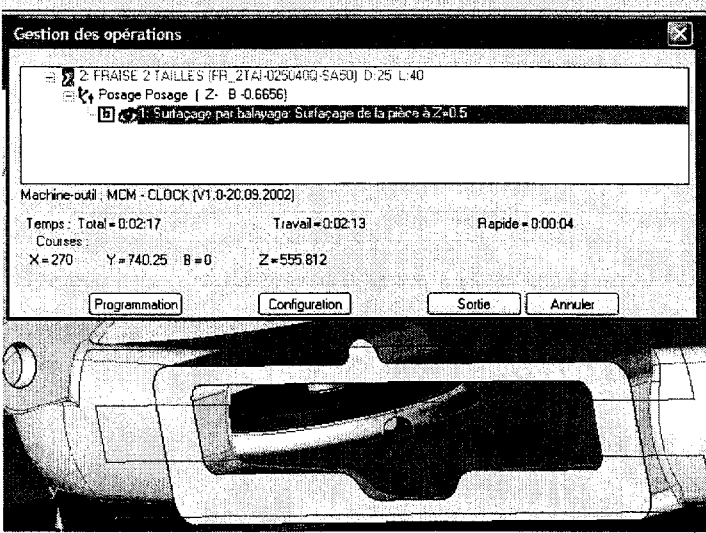 Gestion des opérations
2: FRAISE 2 TAILLES (FR_2TAI-025040Q-SA50) D:25 L:40
Posage Posage ( Z- B -0.6656)
1: Surfaçage par balayage: Surfaçage de la pièce à Z=0.5
Machine-outil : MCM - CLOCK (V1.0-20.09.2002)
Temps : Total = 0:02:17 Travail = 0:02:13 Rapide = 0:00:04
Courses :
X = 270 Y = 740.25 B = 0 Z = 555.812
Programmation Configuration Sortie Annuler